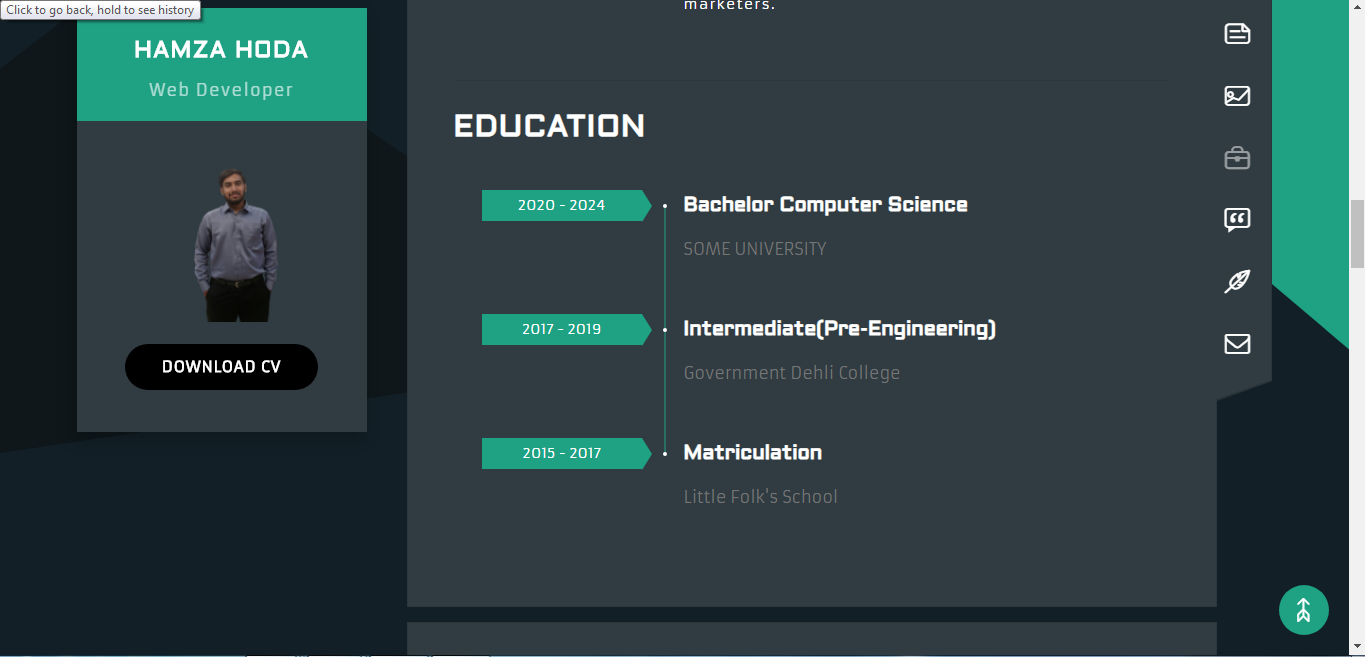 Click to go back, hold to see history
marketers.
HAMZA HODA
Web Developer
DOWNLOAD CV
EDUCATION
2020 - 2024
Bachelor Computer Science
SOME UNIVERSITY
2017 - 2019
Intermediate(Pre-Engineering)
Government Dehli College
2015 - 2017
Matriculation
Little Folk's School